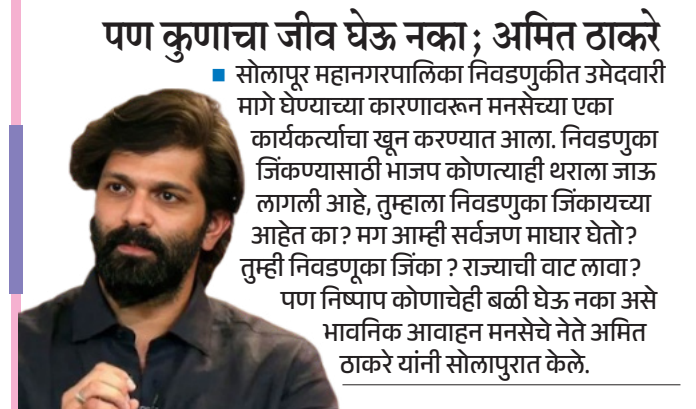 पण कुणाचा जीव घेऊ नका; अमित ठाकरे
सोलापूर महानगरपालिका निवडणुकीत उमेदवारी
मागे घेण्याच्या कारणावरून मनसेच्या एका
कार्यकर्त्याचा खून करण्यात आला. निवडणुका
जिंकण्यासाठी भाजप कोणत्याही थराला जाऊ
लागली आहे, तुम्हाला निवडणुका जिंकायच्या
आहेत का? मग आम्ही सर्वजण माघार घेतो?
तुम्ही निवडणूका जिंका ? राज्याची वाट लावा?
पण निष्पाप कोणाचेही बळी घेऊ नका असे
भावनिक आवाहन मनसेचे नेते अमित
ठाकरे यांनी सोलापुरात केले.